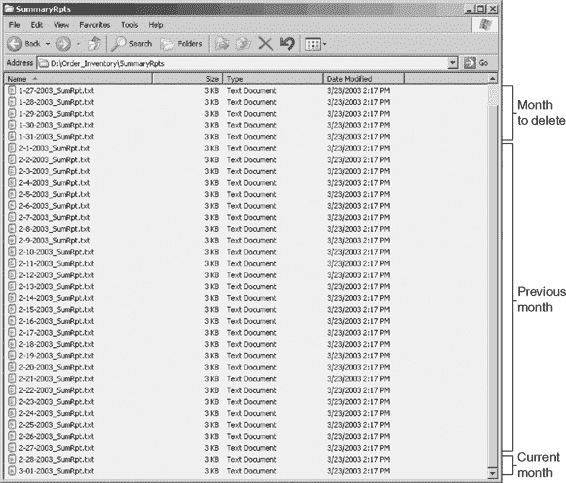 SummaryRpts
File Edit View Favorites Tools Help
Back Search Folders
Address D:\Order_Inventory\SummaryRpts Go
Name Size Type Date Modified
1-27-2003_SumRpt.txt 3 KB Text Document 3/23/2003 2:17 PM
1-28-2003_SumRpt.txt 3 KB Text Document 3/23/2003 2:17 PM
1-29-2003_SumRpt.txt 3 KB Text Document 3/23/2003 2:17 PM
1-30-2003_SumRpt.txt 3 KB Text Document 3/23/2003 2:17 PM
1-31-2003_SumRpt.txt 3 KB Text Document 3/23/2003 2:17 PM
2-1-2003_SumRpt.txt 3 KB Text Document 3/23/2003 2:17 PM
2-2-2003_SumRpt.txt 3 KB Text Document 3/23/2003 2:17 PM
2-3-2003_SumRpt.txt 3 KB Text Document 3/23/2003 2:17 PM
2-4-2003_SumRpt.txt 3 KB Text Document 3/23/2003 2:17 PM
2-5-2003_SumRpt.txt 3 KB Text Document 3/23/2003 2:17 PM
2-6-2003_SumRpt.txt 3 KB Text Document 3/23/2003 2:17 PM
2-7-2003_SumRpt.txt 3 KB Text Document 3/23/2003 2:17 PM
2-8-2003_SumRpt.txt 3 KB Text Document 3/23/2003 2:17 PM
2-9-2003_SumRpt.txt 3 KB Text Document 3/23/2003 2:17 PM
2-10-2003_SumRpt.txt 3 KB Text Document 3/23/2003 2:17 PM
2-11-2003_SumRpt.txt 3 KB Text Document 3/23/2003 2:17 PM
2-12-2003_SumRpt.txt 3 KB Text Document 3/23/2003 2:17 PM
2-13-2003_SumRpt.txt 3 KB Text Document 3/23/2003 2:17 PM
2-14-2003_SumRpt.txt 3 KB Text Document 3/23/2003 2:17 PM
2-15-2003_SumRpt.txt 3 KB Text Document 3/23/2003 2:17 PM
2-16-2003_SumRpt.txt 3 KB Text Document 3/23/2003 2:17 PM
2-17-2003_SumRpt.txt 3 KB Text Document 3/23/2003 2:17 PM
2-18-2003_SumRpt.txt 3 KB Text Document 3/23/2003 2:17 PM
2-19-2003_SumRpt.txt 3 KB Text Document 3/23/2003 2:17 PM
2-20-2003_SumRpt.txt 3 KB Text Document 3/23/2003 2:17 PM
2-21-2003_SumRpt.txt 3 KB Text Document 3/23/2003 2:17 PM
2-22-2003_SumRpt.txt 3 KB Text Document 3/23/2003 2:17 PM
2-23-2003_SumRpt.txt 3 KB Text Document 3/23/2003 2:17 PM
2-24-2003_SumRpt.txt 3 KB Text Document 3/23/2003 2:17 PM
2-25-2003_SumRpt.txt 3 KB Text Document 3/23/2003 2:17 PM
2-26-2003_SumRpt.txt 3 KB Text Document 3/23/2003 2:17 PM
2-27-2003_SumRpt.txt 3 KB Text Document 3/23/2003 2:17 PM
2-28-2003_SumRpt.txt 3 KB Text Document 3/23/2003 2:17 PM
3-01-2003_SumRpt.txt 3 KB Text Document 3/23/2003 2:17 PM
Month
to delete
Previous
month
Current
month